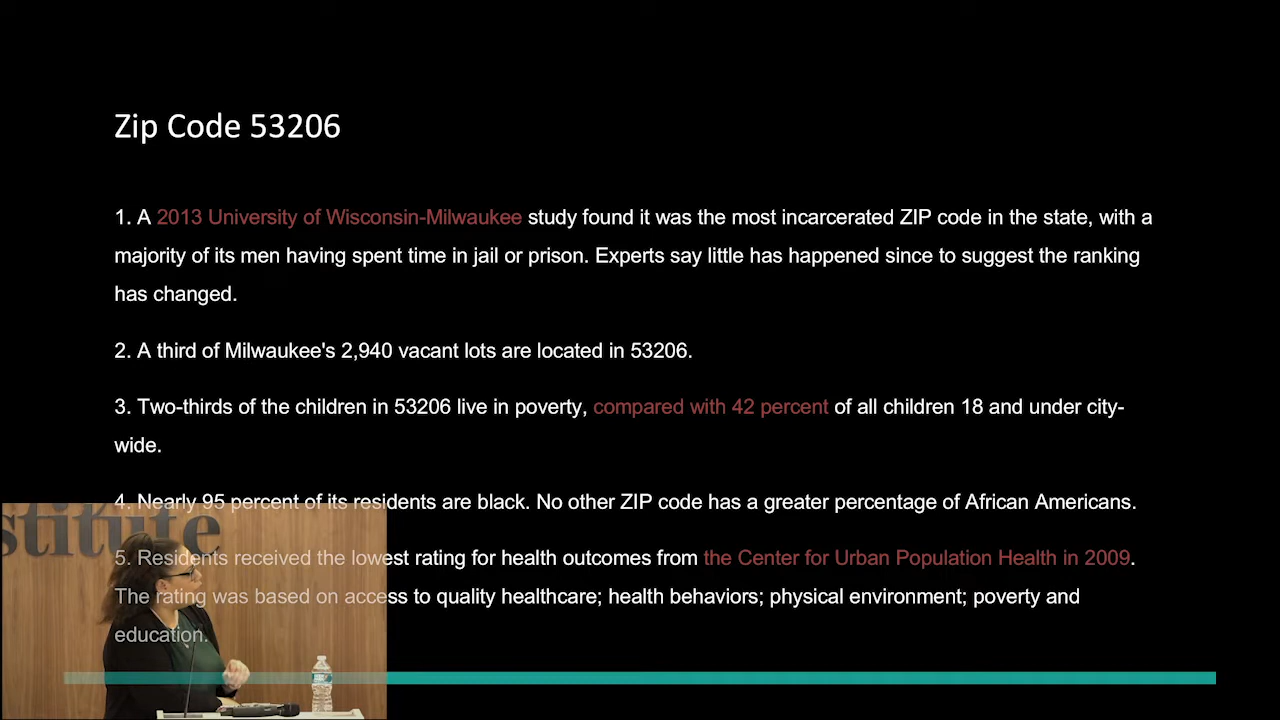 Zip Code 53206
1. A 2013 University of Wisconsin-Milwaukee study found it was the most incarcerated ZIP code in the state, with a
majority of its men having spent time in jail or prison. Experts say little has happened since to suggest the ranking
has changed.
2. A third of Milwaukee's 2,940 vacant lots are located in 53206.
3. Two-thirds of the children in 53206 live in poverty, compared with 42 percent of all children 18 and under city-
wide.
4. Nearly 95 percent of its residents are black. No other ZIP code has a greater percentage of African Americans.
stitute
5. Residents received the lowest rating for health outcomes from the Center for Urban Population Health in 2009.
The rating was based on access to quality healthcare; health behaviors; physical environment; poverty and
education.